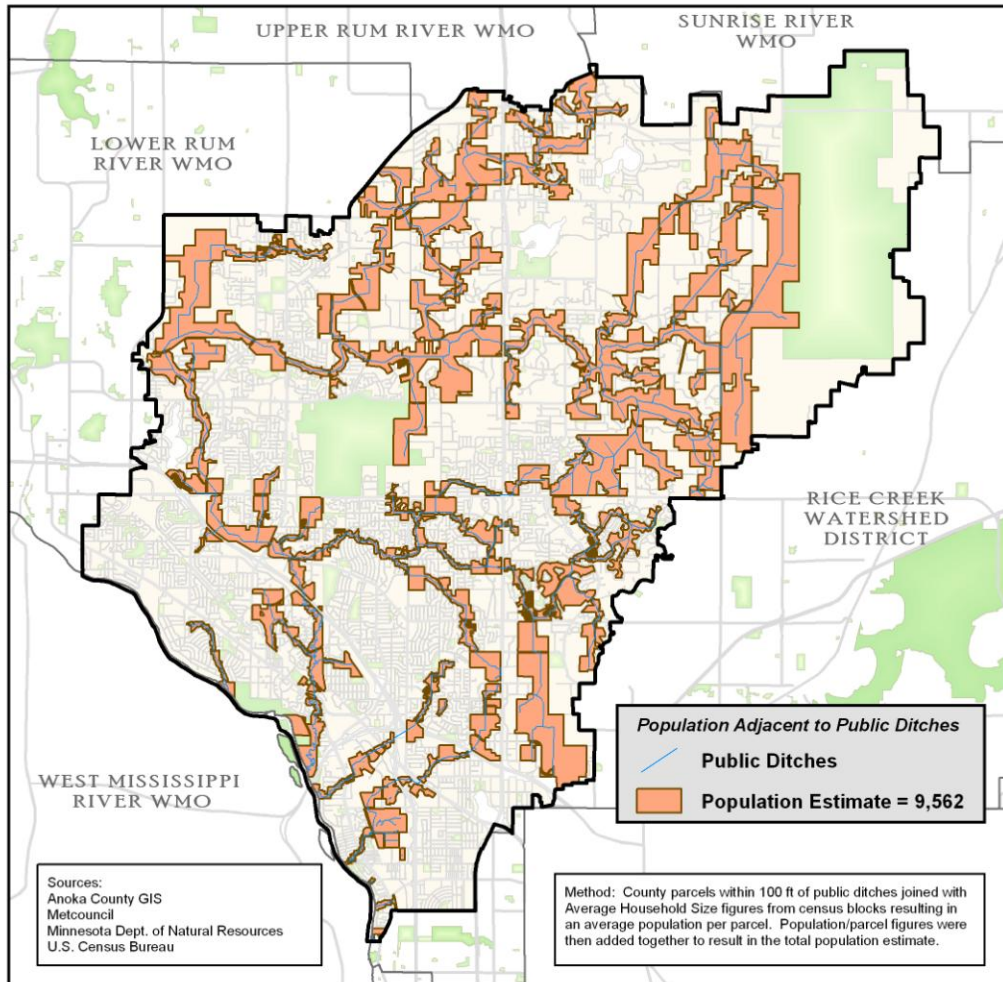 UPPER RUM RIVER WMO
SUNRISE RIVER
WMO
LOWER RUM
RIVER WMO
RICE CREEK
WATERSHED
DISTRICT
WEST MISSISSIPPI
RIVER WMO
Population Adjacent to Public Ditches
Public Ditches
Population Estimate = 9,562
Sources:
Anoka County GIS
Metcouncil
Minnesota Dept. of Natural Resources
U.S. Census Bureau
Method: County parcels within 100 ft of public ditches joined with
Average Household Size figures from census blocks resulting in
an average population per parcel. Population/parcel figures were
then added together to result in the total population estimate.